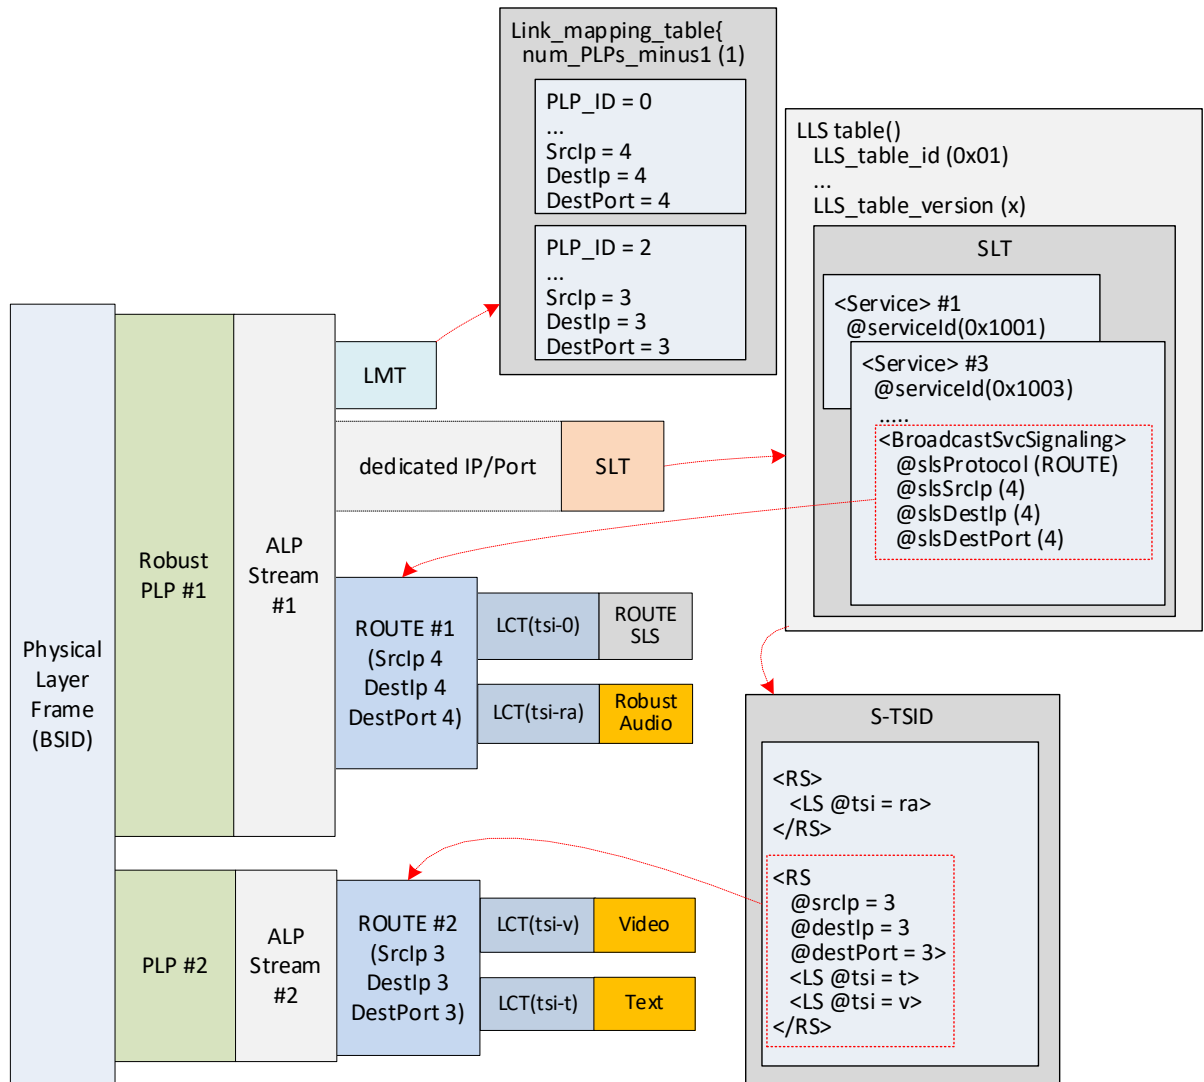 Link_mapping_table{
num_PLPs_minus1 (1)
PLP_ID = 0
...
SrcIp = 4
DestIp = 4
DestPort = 4
PLP_ID = 2
...
SrcIp = 3
DestIp = 3
DestPort = 3
LLS table()
LLS_table_id (0x01)
...
LLS_table_version (x)
SLT
<Service> #1
@serviceId(0x1001)
<Service> #3
@serviceId(0x1003)
.....
<BroadcastSvcSignaling>
@slsProtocol (ROUTE)
@slsSrcIp (4)
@slsDestIp (4)
@slsDestPort (4)
Physical
Layer
Frame
(BSID)
Robust
PLP #1
ALP
Stream
#1
LMT
dedicated IP/Port
SLT
ROUTE #1
(SrcIp 4
DestIp 4
DestPort 4)
LCT(tsi-0)
ROUTE
SLS
LCT(tsi-ra)
Robust
Audio
PLP #2
ALP
Stream
#2
ROUTE #2
(SrcIp 3
DestIp 3
DestPort 3)
LCT(tsi-v)
Video
LCT(tsi-t)
Text
S-TSID
<RS>
<LS @tsi = ra>
</RS>
<RS
@srcIp = 3
@destIp = 3
@destPort = 3>
<LS @tsi = t>
<LS @tsi = v>
</RS>